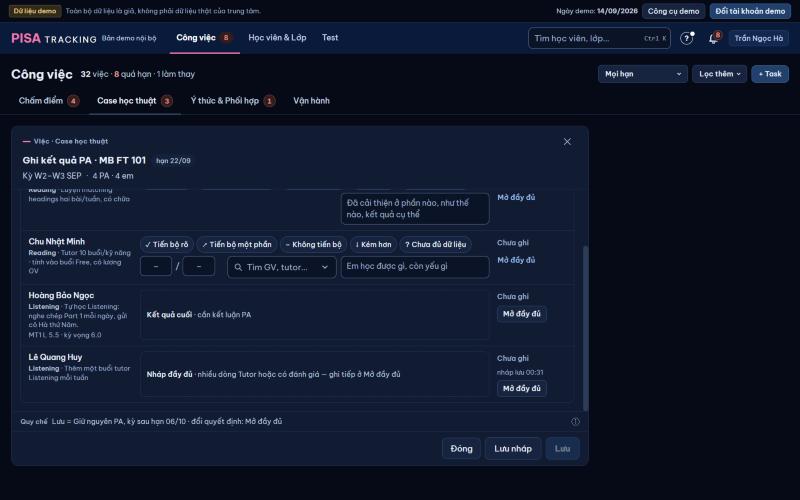 Dữ liệu demo Toàn bộ dữ liệu là giả, không phải dữ liệu thật của trung tâm. Ngày demo: 14/09/2026 Công cụ demo Đổi tài khoản demo
PISA TRACKING Bản demo nội bộ Công việc 8 Học viên & Lớp Test Tìm học viên, lớp... Ctrl K ? 8 Trần Ngọc Hà
Công việc 32 việc · 8 quá hạn · 1 làm thay Mọi hạn Lọc thêm + Task
Chấm điểm 4 Case học thuật 3 Ý thức & Phối hợp 1 Vận hành
Việc · Case học thuật
Ghi kết quả PA · MB FT 101 hạn 22/09
Kỳ W2–W3 SEP · 4 PA · 4 em
Reading · Luyện matching
headings hai bài/tuần, có chữa
Đã cải thiện ở phần nào, như thế
nào, kết quả cụ thể
Mở đầy đủ
Chu Nhật Minh
Reading · Tutor 10 buổi/kỹ năng
· tính vào buổi Free, có lương
GV
✓ Tiến bộ rõ ↗ Tiến bộ một phần – Không tiến bộ ↓ Kém hơn ? Chưa đủ dữ liệu
– / – Tìm GV, tutor... Em học được gì, còn yếu gì
Chưa ghi
Mở đầy đủ
Hoàng Bảo Ngọc
Listening · Tự học Listening:
nghe chép Part 1 mỗi ngày, gửi
cô Hà thứ Năm.
MT1 L 5.5 · kỳ vọng 6.0
Kết quả cuối · cần kết luận PA
Chưa ghi
Mở đầy đủ
Lê Quang Huy
Listening · Thêm một buổi tutor
Listening mỗi tuần
Nháp đầy đủ · nhiều dòng Tutor hoặc có đánh giá — ghi tiếp ở Mở đầy đủ
Chưa ghi
nháp lưu 00:31
Mở đầy đủ
Quy chế Lưu = Giữ nguyên PA, kỳ sau hạn 06/10 · đổi quyết định: Mở đầy đủ
Đóng Lưu nháp Lưu